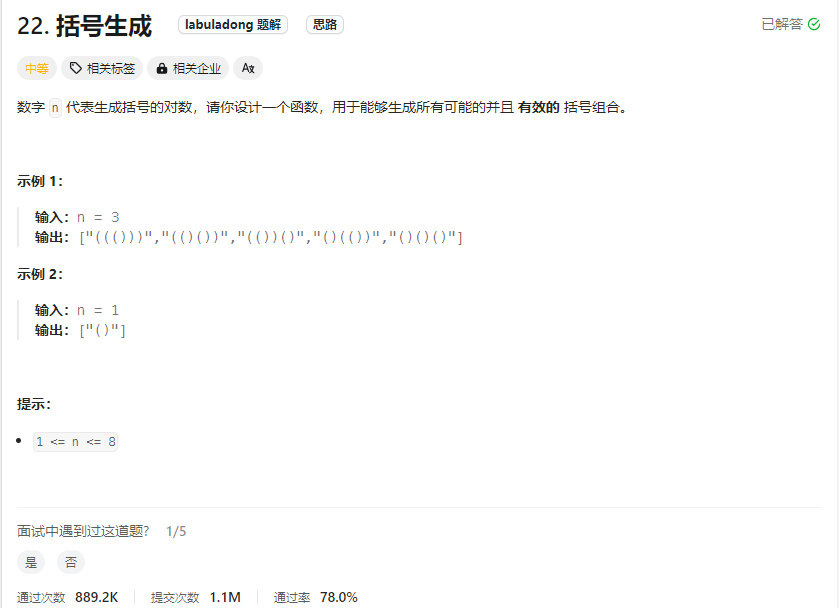 22. 括号生成 labuladong 题解 思路 已解答
中等 相关标签 相关企业 Aあ
数字 n 代表生成括号的对数，请你设计一个函数，用于能够生成所有可能的并且 有效的 括号组合。
示例 1：
输入：n = 3
输出：["((()))","(()())","(())()","()(())","()()()"]
示例 2：
输入：n = 1
输出：["()"]
提示：
• 1 <= n <= 8
面试中遇到过这道题? 1/5
是 否
通过次数 889.2K 提交次数 1.1M 通过率 78.0%